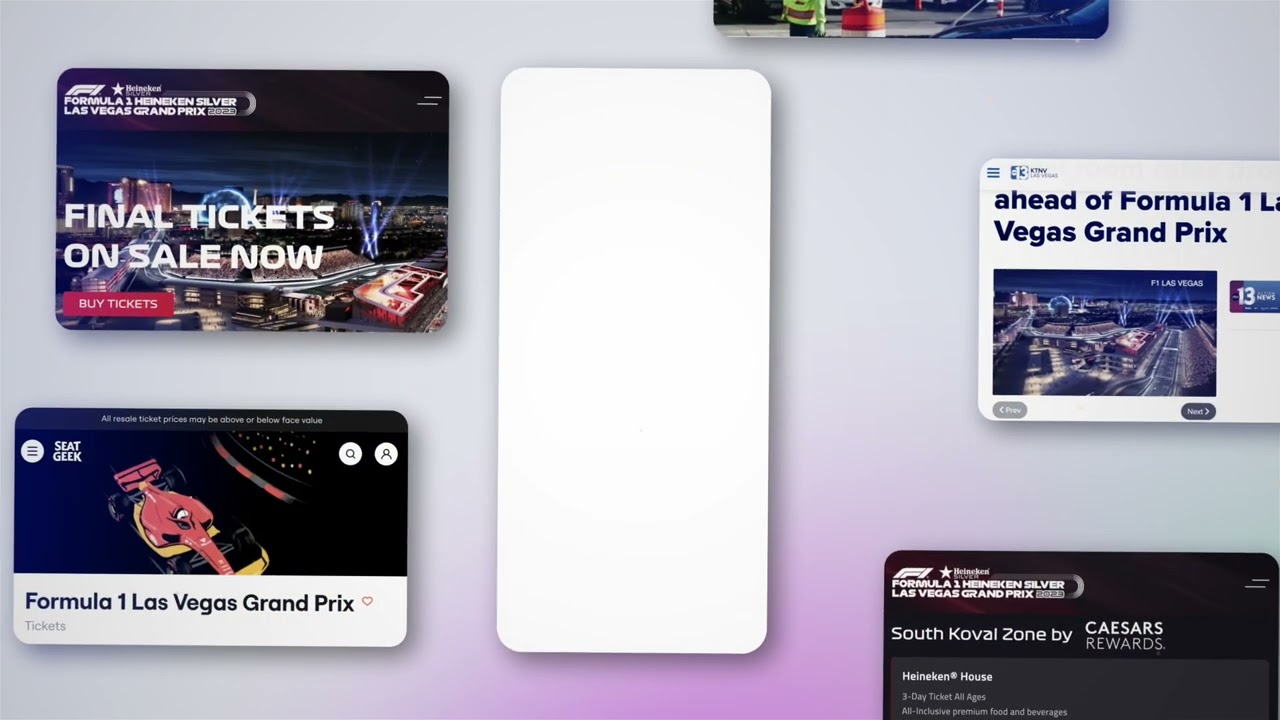 Heineken
SILVER
FORMULA 1 HEINEKEN SILVER
LAS VEGAS GRAND PRIX 2023
FINAL TICKETS
ON SALE NOW
BUY TICKETS
All resale ticket prices may be above or below face value
SEAT
GEEK
Formula 1 Las Vegas Grand Prix
Tickets
13 KTNV
LAS VEGAS
ahead of Formula 1 La
Vegas Grand Prix
F1 LAS VEGAS
13
NEWS
Prev
Next
Heineken
SILVER
FORMULA 1 HEINEKEN SILVER
LAS VEGAS GRAND PRIX 2023
South Koval Zone by CAESARS
REWARDS
Heineken® House
3-Day Ticket All Ages
All-Inclusive premium food and beverages